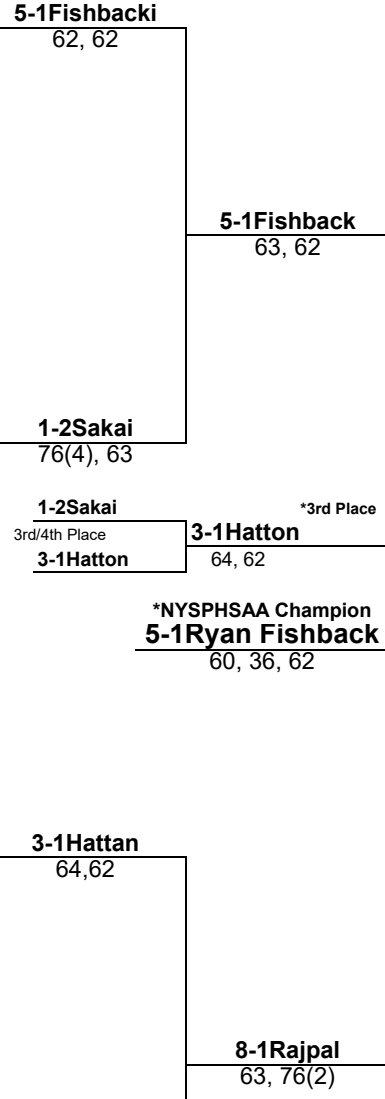 5-1Fishbacki
62, 62
5-1Fishback
63, 62
1-2Sakai
76(4), 63
1-2Sakai
*3rd Place
3rd/4th Place
3-1Hatton
3-1Hatton
64, 62
*NYSPHSAA Champion
5-1Ryan Fishback
60, 36, 62
3-1Hattan
64,62
8-1Rajpal
63, 76(2)